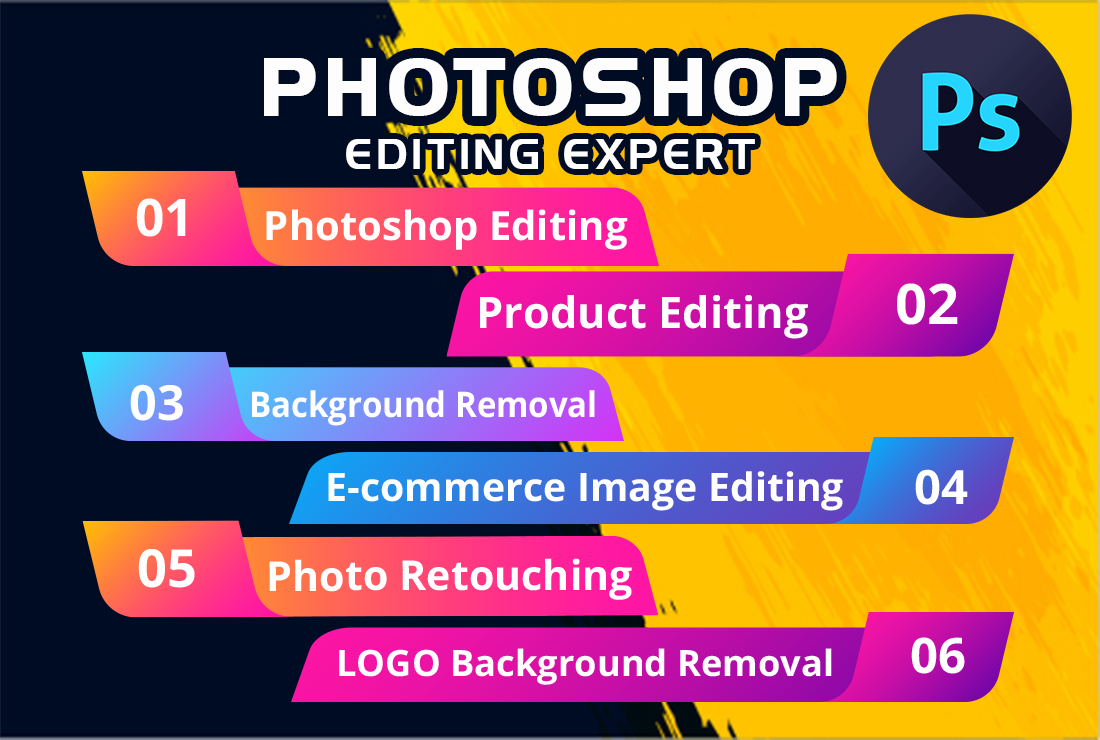 PHOTOSHOP
Ps
EDITING EXPERT
01
Photoshop Editing
Product Editing
02
03
Background Removal
E-commerce Image Editing
04
05
Photo Retouching
LOGO Background Removal
06